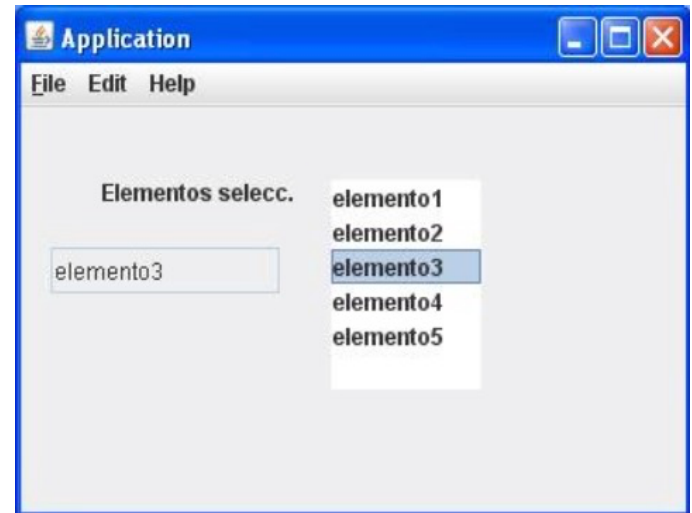 Application
File Edit Help
Elementos selecc.
elemento3
elemento1
elemento2
elemento3
elemento4
elemento5